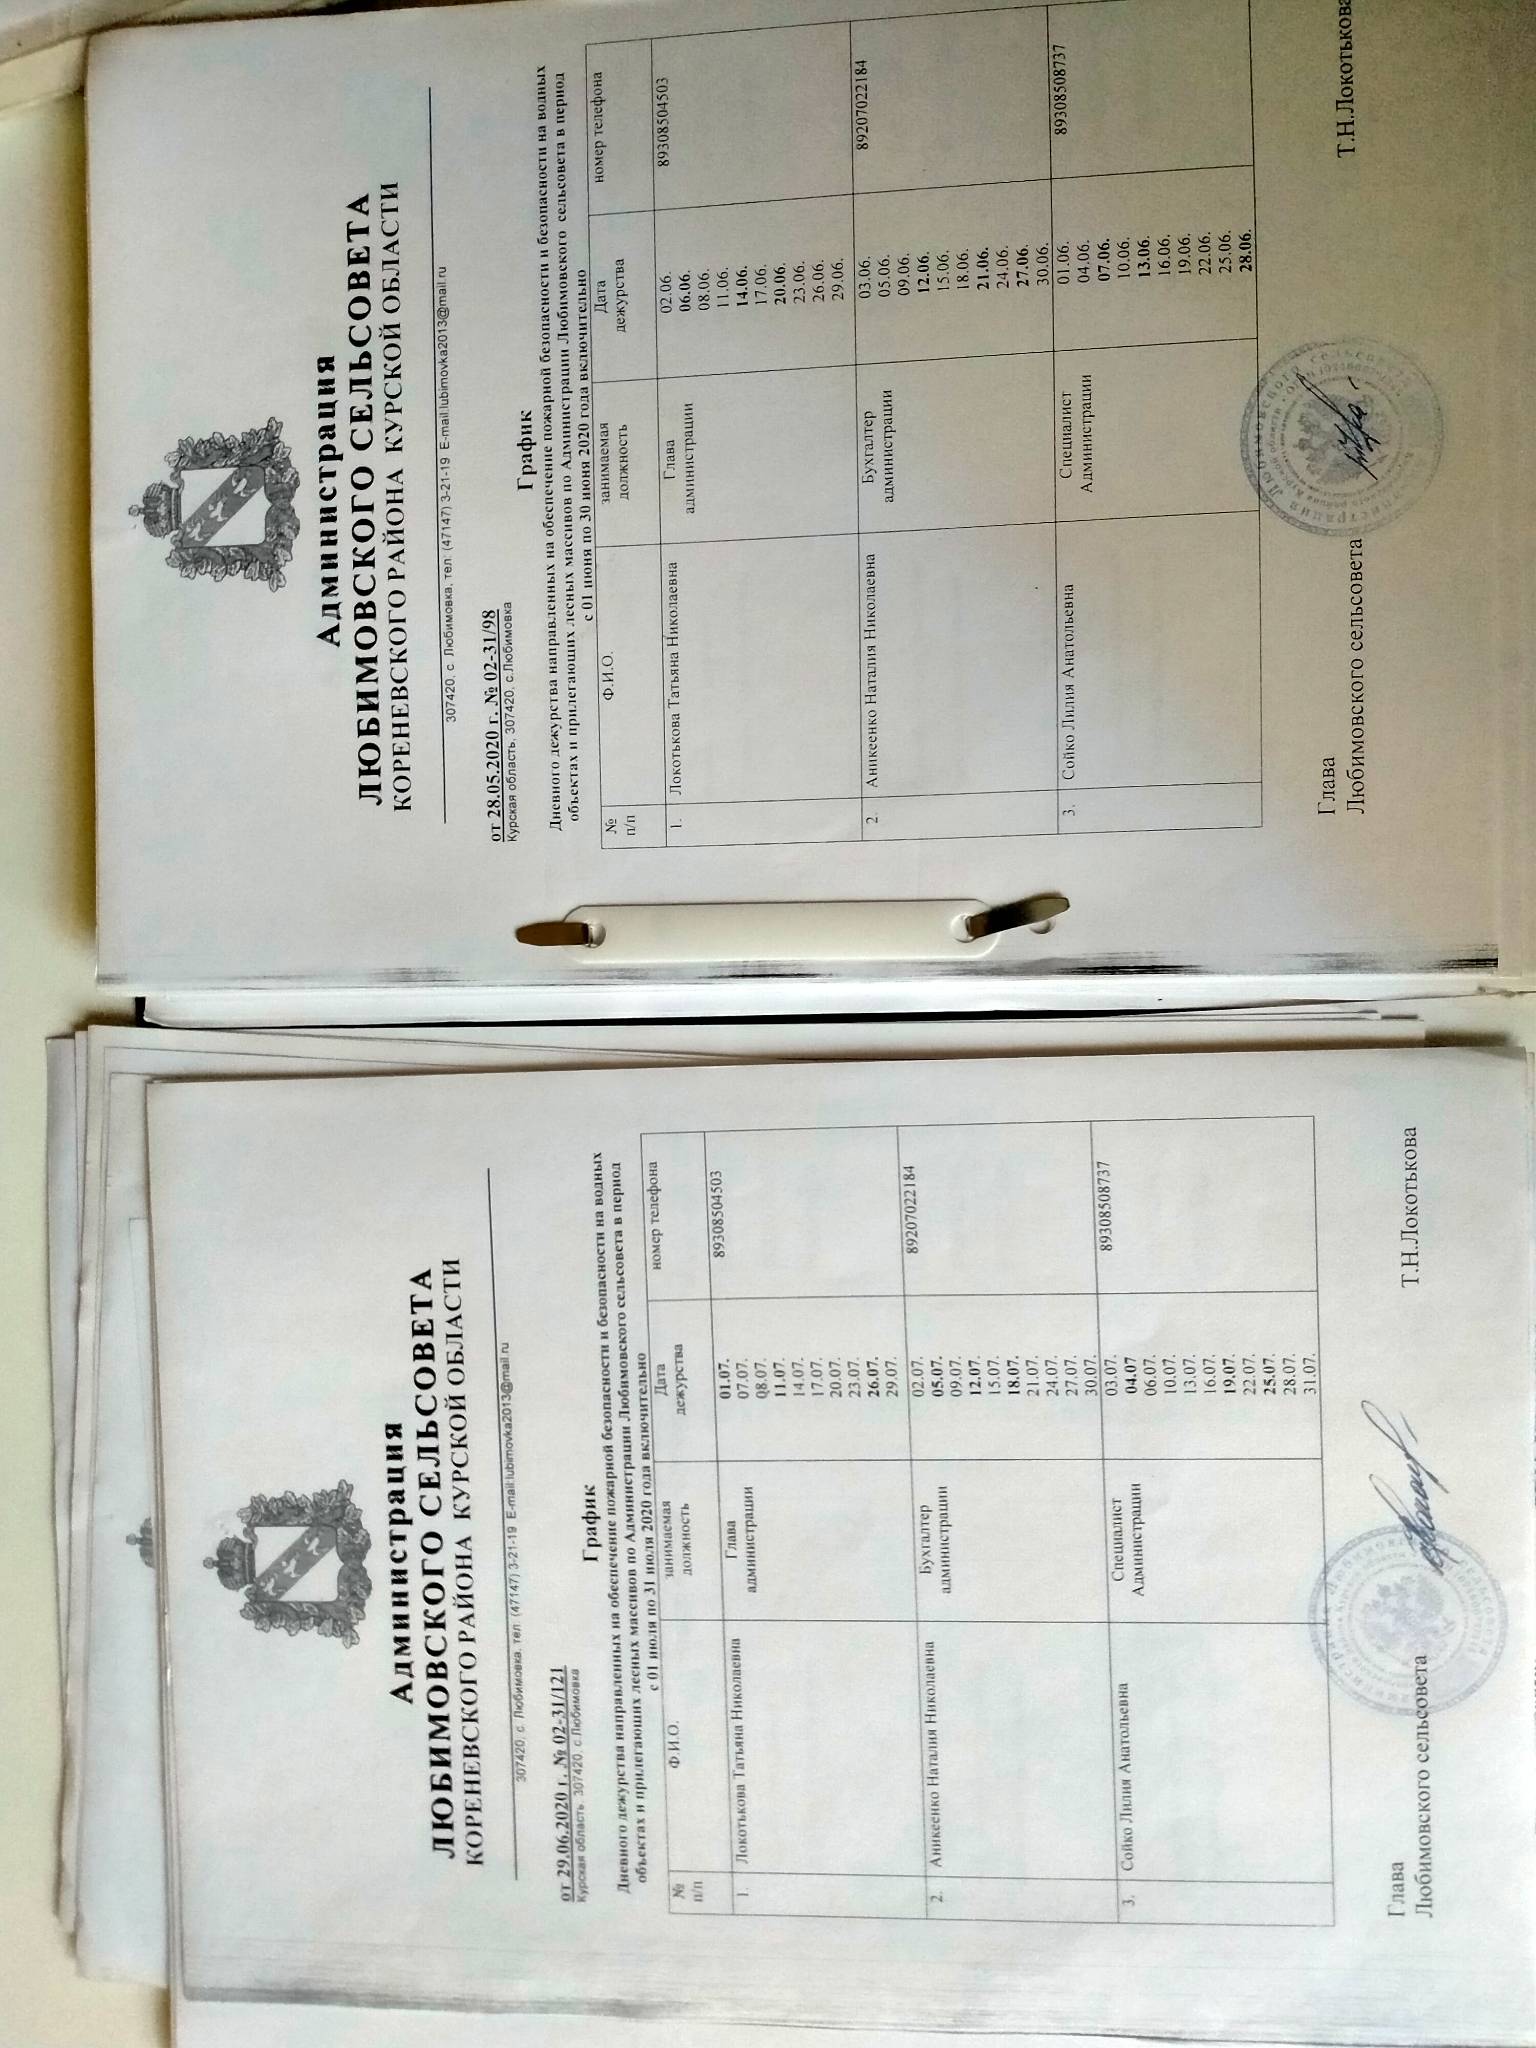 Администрация
ЛЮБИМОВСКОГО СЕЛЬСОВЕТА
КОРЕНЕВСКОГО РАЙОНА КУРСКОЙ ОБЛАСТИ
307420, с. Любимовка, тел: (47147) 3-21-19 E-mail:lubimovka2013@mail.ru
от 29.06.2020 г. № 02-31/121
Курская область, 307420, с.Любимовка
График
Дневного дежурства направленных на обеспечение пожарной безопасности и безопасности на водных
объектах и прилегающих лесных массивов по Администрации Любимовского сельсовета в период
с 01 июля по 31 июля 2020 года включительно
№ п/п Ф.И.О. занимаемая должность Дата дежурства номер телефона
1. Локотькова Татьяна Николаевна Глава администрации 01.07. 89308504503
07.07.
08.07.
11.07.
14.07.
17.07.
20.07.
23.07.
26.07.
29.07.
2. Аникеенко Наталия Николаевна Бухгалтер администрации 02.07. 89207022184
05.07.
09.07.
12.07.
15.07.
18.07.
21.07.
24.07.
27.07.
30.07.
3. Сойко Лилия Анатольевна Специалист Администрации 03.07. 89308508737
04.07
06.07.
10.07.
13.07.
16.07.
19.07.
22.07.
25.07.
28.07.
31.07.
Глава
Любимовского сельсовета Т.Н.Локотькова
Администрация
ЛЮБИМОВСКОГО СЕЛЬСОВЕТА
КОРЕНЕВСКОГО РАЙОНА КУРСКОЙ ОБЛАСТИ
307420, с. Любимовка, тел: (47147) 3-21-19 E-mail:lubimovka2013@mail.ru
от 28.05.2020 г. № 02-31/98
Курская область, 307420, с.Любимовка
График
Дневного дежурства направленных на обеспечение пожарной безопасности и безопасности на водных
объектах и прилегающих лесных массивов по Администрации Любимовского сельсовета в период
с 01 июня по 30 июня 2020 года включительно
№ п/п Ф.И.О. занимаемая должность Дата дежурства номер телефона
1. Локотькова Татьяна Николаевна Глава администрации 02.06. 89308504503
06.06.
08.06.
11.06.
14.06.
17.06.
20.06.
23.06.
26.06.
29.06.
2. Аникеенко Наталия Николаевна Бухгалтер администрации 03.06. 89207022184
05.06.
09.06.
12.06.
15.06.
18.06.
21.06.
24.06.
27.06.
30.06.
3. Сойко Лилия Анатольевна Специалист Администрации 01.06. 89308508737
04.06.
07.06.
10.06.
13.06.
16.06.
19.06.
22.06.
25.06.
28.06.
Глава
Любимовского сельсовета Т.Н.Локотькова